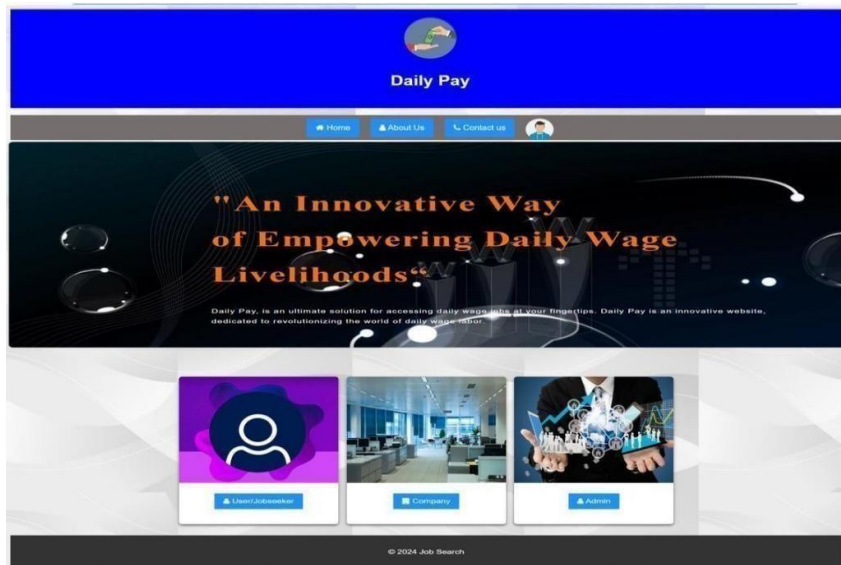 Daily Pay
Home
About Us
Contact us
"An Innovative Way
of Empowering Daily Wage
Livelihoods“
Daily Pay, is an ultimate solution for accessing daily wage jobs at your fingertips. Daily Pay is an innovative website,
dedicated to revolutionizing the world of daily wage labor.
User/Jobseeker
Company
Admin
© 2024 Job Search